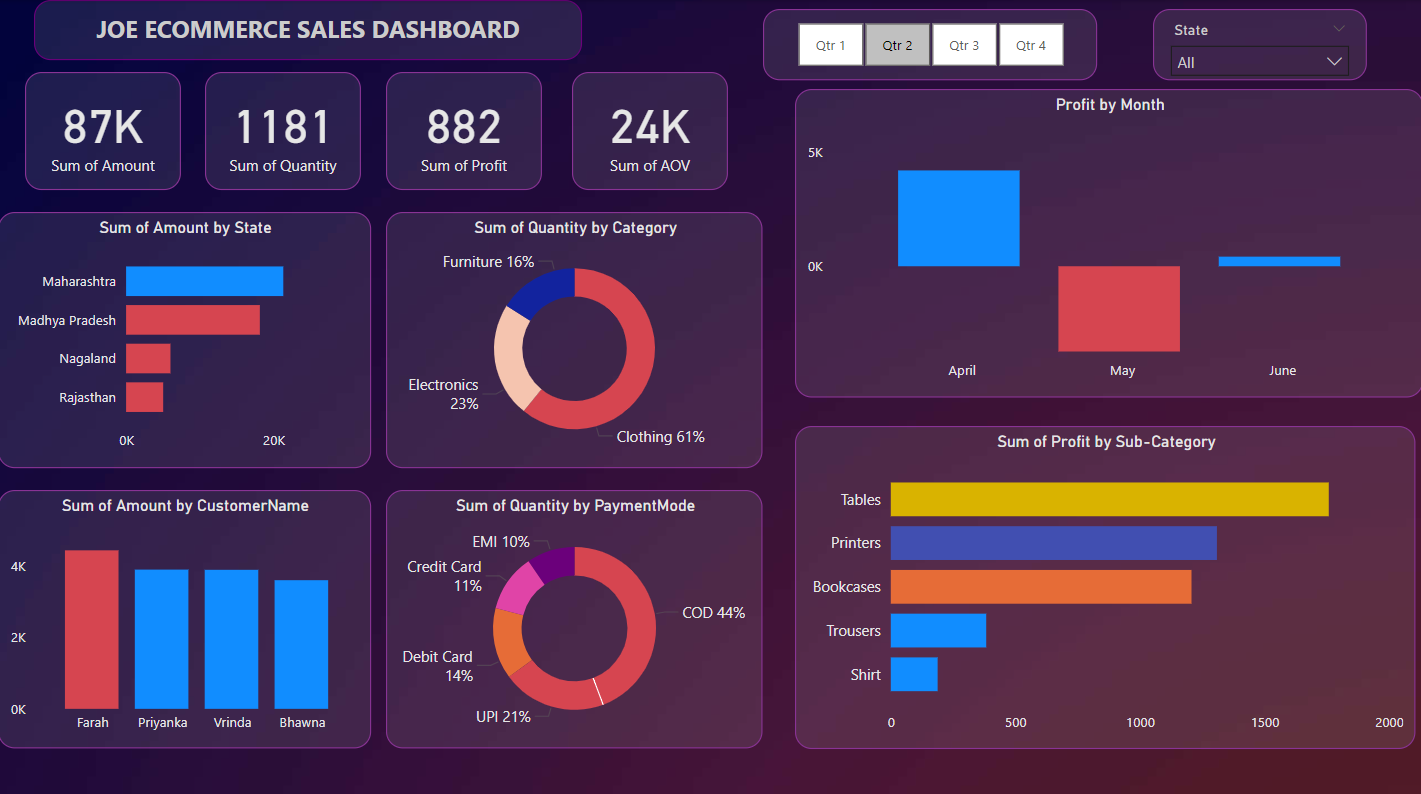 JOE ECOMMERCE SALES DASHBOARD
Qtr 1
Qtr 2
Qtr 3
Qtr 4
State
All
87K
Sum of Amount
1181
Sum of Quantity
882
Sum of Profit
24K
Sum of AOV
Profit by Month
5K
0K
April
May
June
Sum of Amount by State
Maharashtra
Madhya Pradesh
Nagaland
Rajasthan
0K
20K
Sum of Quantity by Category
Furniture 16%
Electronics
23%
Clothing 61%
Sum of Profit by Sub-Category
Tables
Printers
Bookcases
Trousers
Shirt
0
500
1000
1500
2000
Sum of Amount by CustomerName
4K
2K
0K
Farah
Priyanka
Vrinda
Bhawna
Sum of Quantity by PaymentMode
EMI 10%
Credit Card
11%
COD 44%
Debit Card
14%
UPI 21%